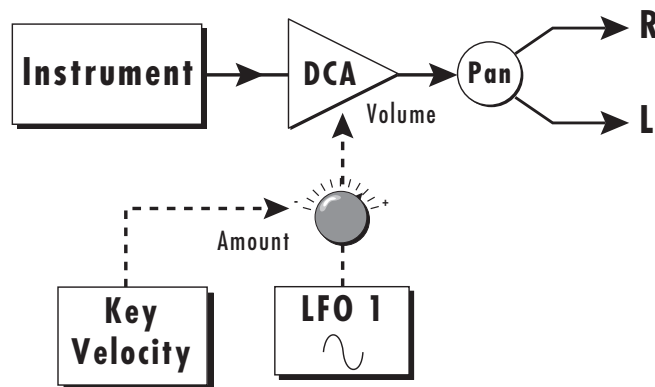 R
Instrument
DCA
Pan
Volume
L
- +
Amount
Key
Velocity
LFO 1